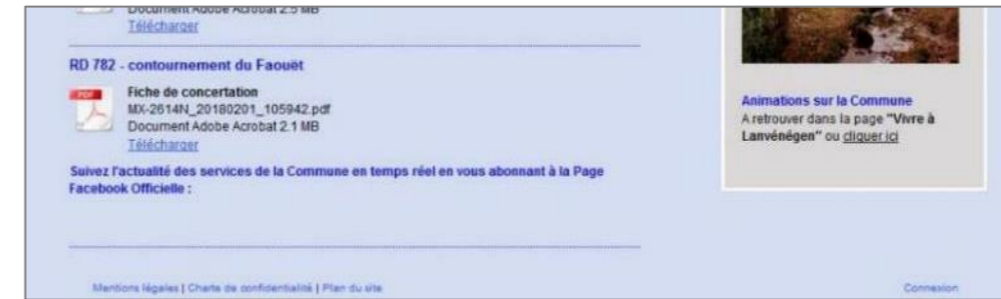 Document Adobe Acrobat 2.5 MB
Télécharger
RD 782 - contournement du Faouët
PDF
Fiche de concertation
MX-2614N_20180201_105942.pdf
Document Adobe Acrobat 2.1 MB
Télécharger
Suivez l'actualité des services de la Commune en temps réel en vous abonnant à la Page
Facebook Officielle :
Animations sur la Commune
A retrouver dans la page "Vivre à
Lanvénégen" ou cliquer ici
Mentions légales | Charte de confidentialité | Plan du site
Connexion